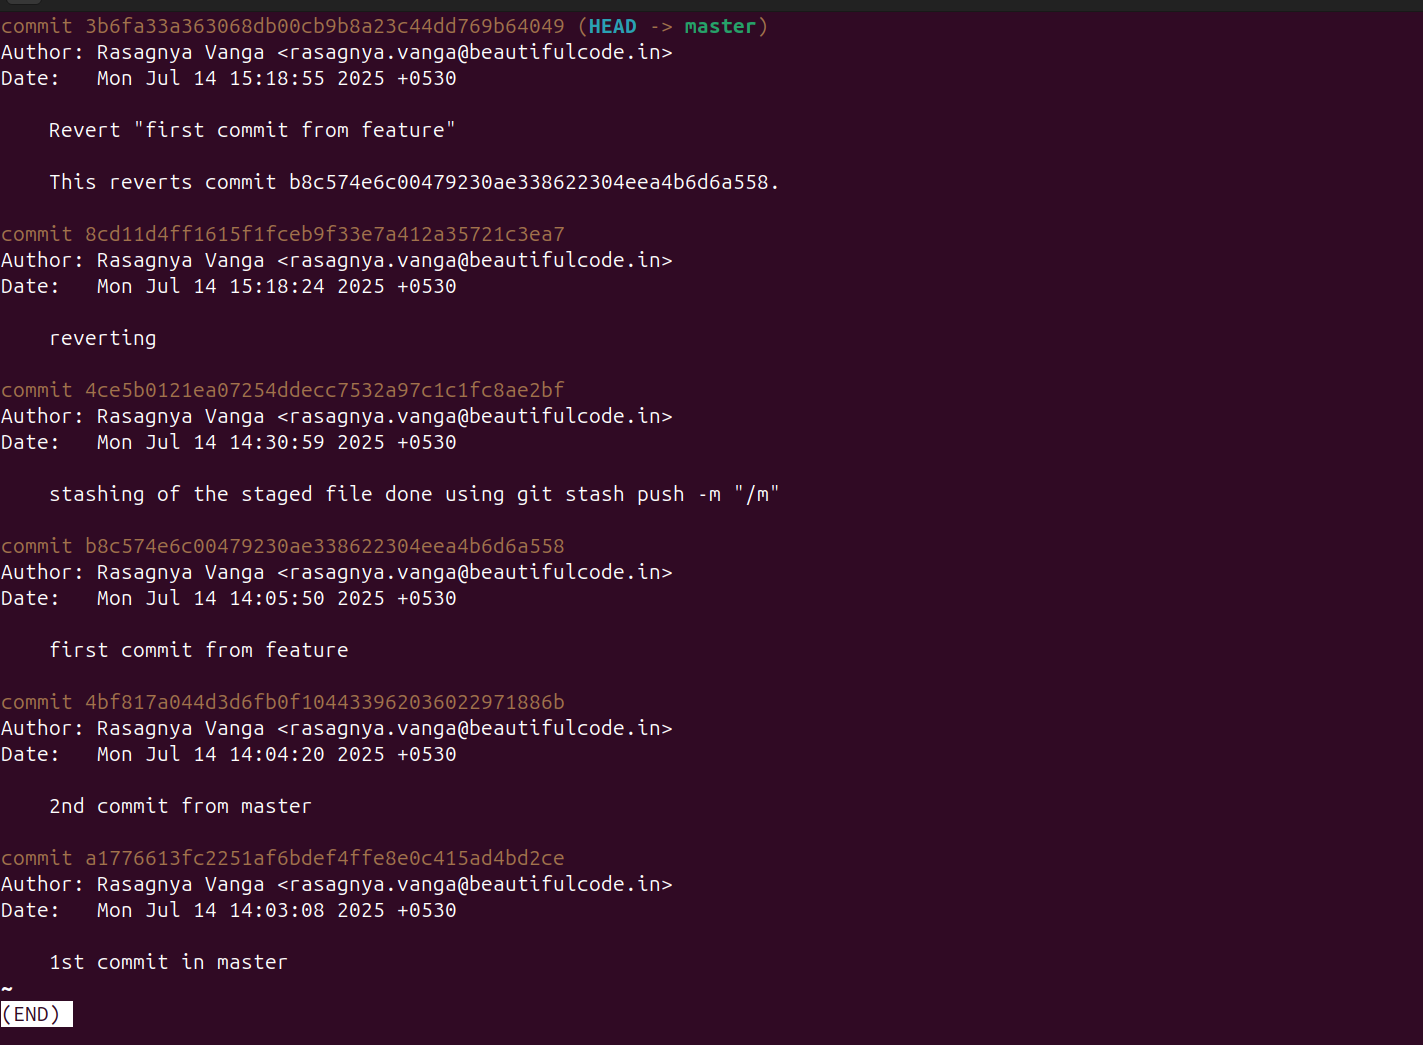 commit 3b6fa33a363068db00cb9b8a23c44dd769b64049 (HEAD -> master)
Author: Rasagnya Vanga <rasagnya.vanga@beautifulcode.in>
Date:   Mon Jul 14 15:18:55 2025 +0530
Revert "first commit from feature"
This reverts commit b8c574e6c00479230ae338622304eea4b6d6a558.
commit 8cd11d4ff1615f1fceb9f33e7a412a35721c3ea7
Author: Rasagnya Vanga <rasagnya.vanga@beautifulcode.in>
Date:   Mon Jul 14 15:18:24 2025 +0530
reverting
commit 4ce5b0121ea07254ddecc7532a97c1c1fc8ae2bf
Author: Rasagnya Vanga <rasagnya.vanga@beautifulcode.in>
Date:   Mon Jul 14 14:30:59 2025 +0530
stashing of the staged file done using git stash push -m "/m"
commit b8c574e6c00479230ae338622304eea4b6d6a558
Author: Rasagnya Vanga <rasagnya.vanga@beautifulcode.in>
Date:   Mon Jul 14 14:05:50 2025 +0530
first commit from feature
commit 4bf817a044d3d6fb0f104433962036022971886b
Author: Rasagnya Vanga <rasagnya.vanga@beautifulcode.in>
Date:   Mon Jul 14 14:04:20 2025 +0530
2nd commit from master
commit a1776613fc2251af6bdef4ffe8e0c415ad4bd2ce
Author: Rasagnya Vanga <rasagnya.vanga@beautifulcode.in>
Date:   Mon Jul 14 14:03:08 2025 +0530
1st commit in master
~
(END)